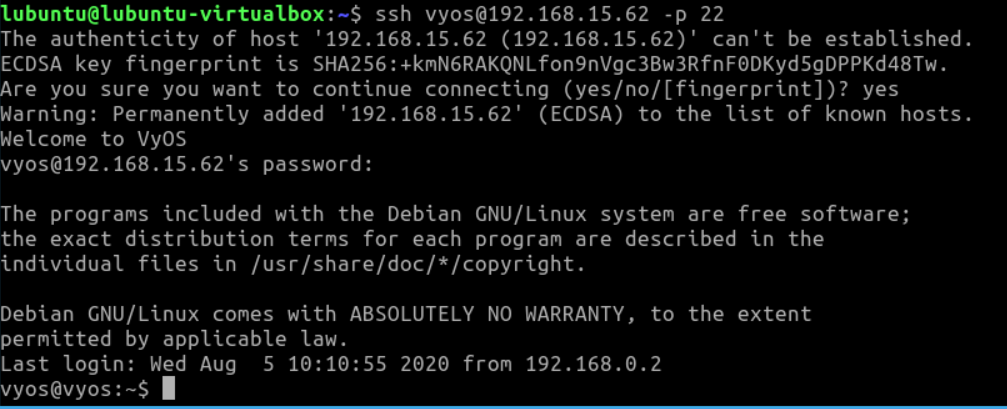 lubuntu@lubuntu-virtualbox:~$ ssh vyos@192.168.15.62 -p 22
The authenticity of host '192.168.15.62 (192.168.15.62)' can't be established.
ECDSA key fingerprint is SHA256:+kmN6RAKQNLfon9nVgc3Bw3RfnF0DKyd5gDPPKd48Tw.
Are you sure you want to continue connecting (yes/no/[fingerprint])? yes
Warning: Permanently added '192.168.15.62' (ECDSA) to the list of known hosts.
Welcome to VyOS
vyos@192.168.15.62's password:
The programs included with the Debian GNU/Linux system are free software;
the exact distribution terms for each program are described in the
individual files in /usr/share/doc/*/copyright.
Debian GNU/Linux comes with ABSOLUTELY NO WARRANTY, to the extent
permitted by applicable law.
Last login: Wed Aug  5 10:10:55 2020 from 192.168.0.2
vyos@vyos:~$